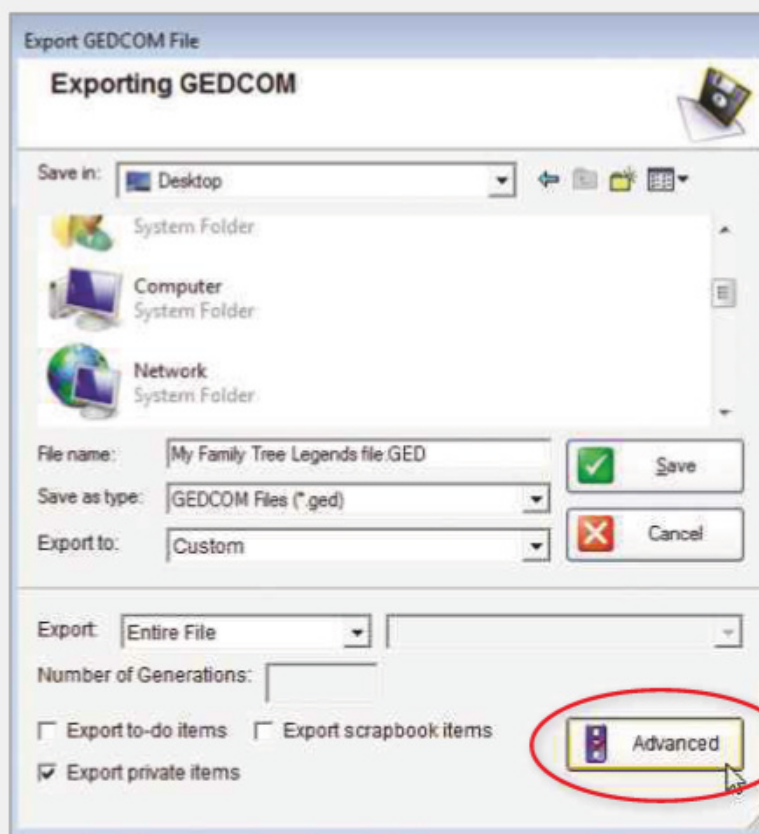 Export GEDCOM File
Exporting GEDCOM
Save in: Desktop
System Folder
Computer
System Folder
Network
System Folder
File name: My Family Tree Legends file.GED
Save
Save as type: GEDCOM Files (*.ged)
Export to: Custom
Cancel
Export: Entire File
Number of Generations:
Export to-do items Export scrapbook items
Advanced
Export private items